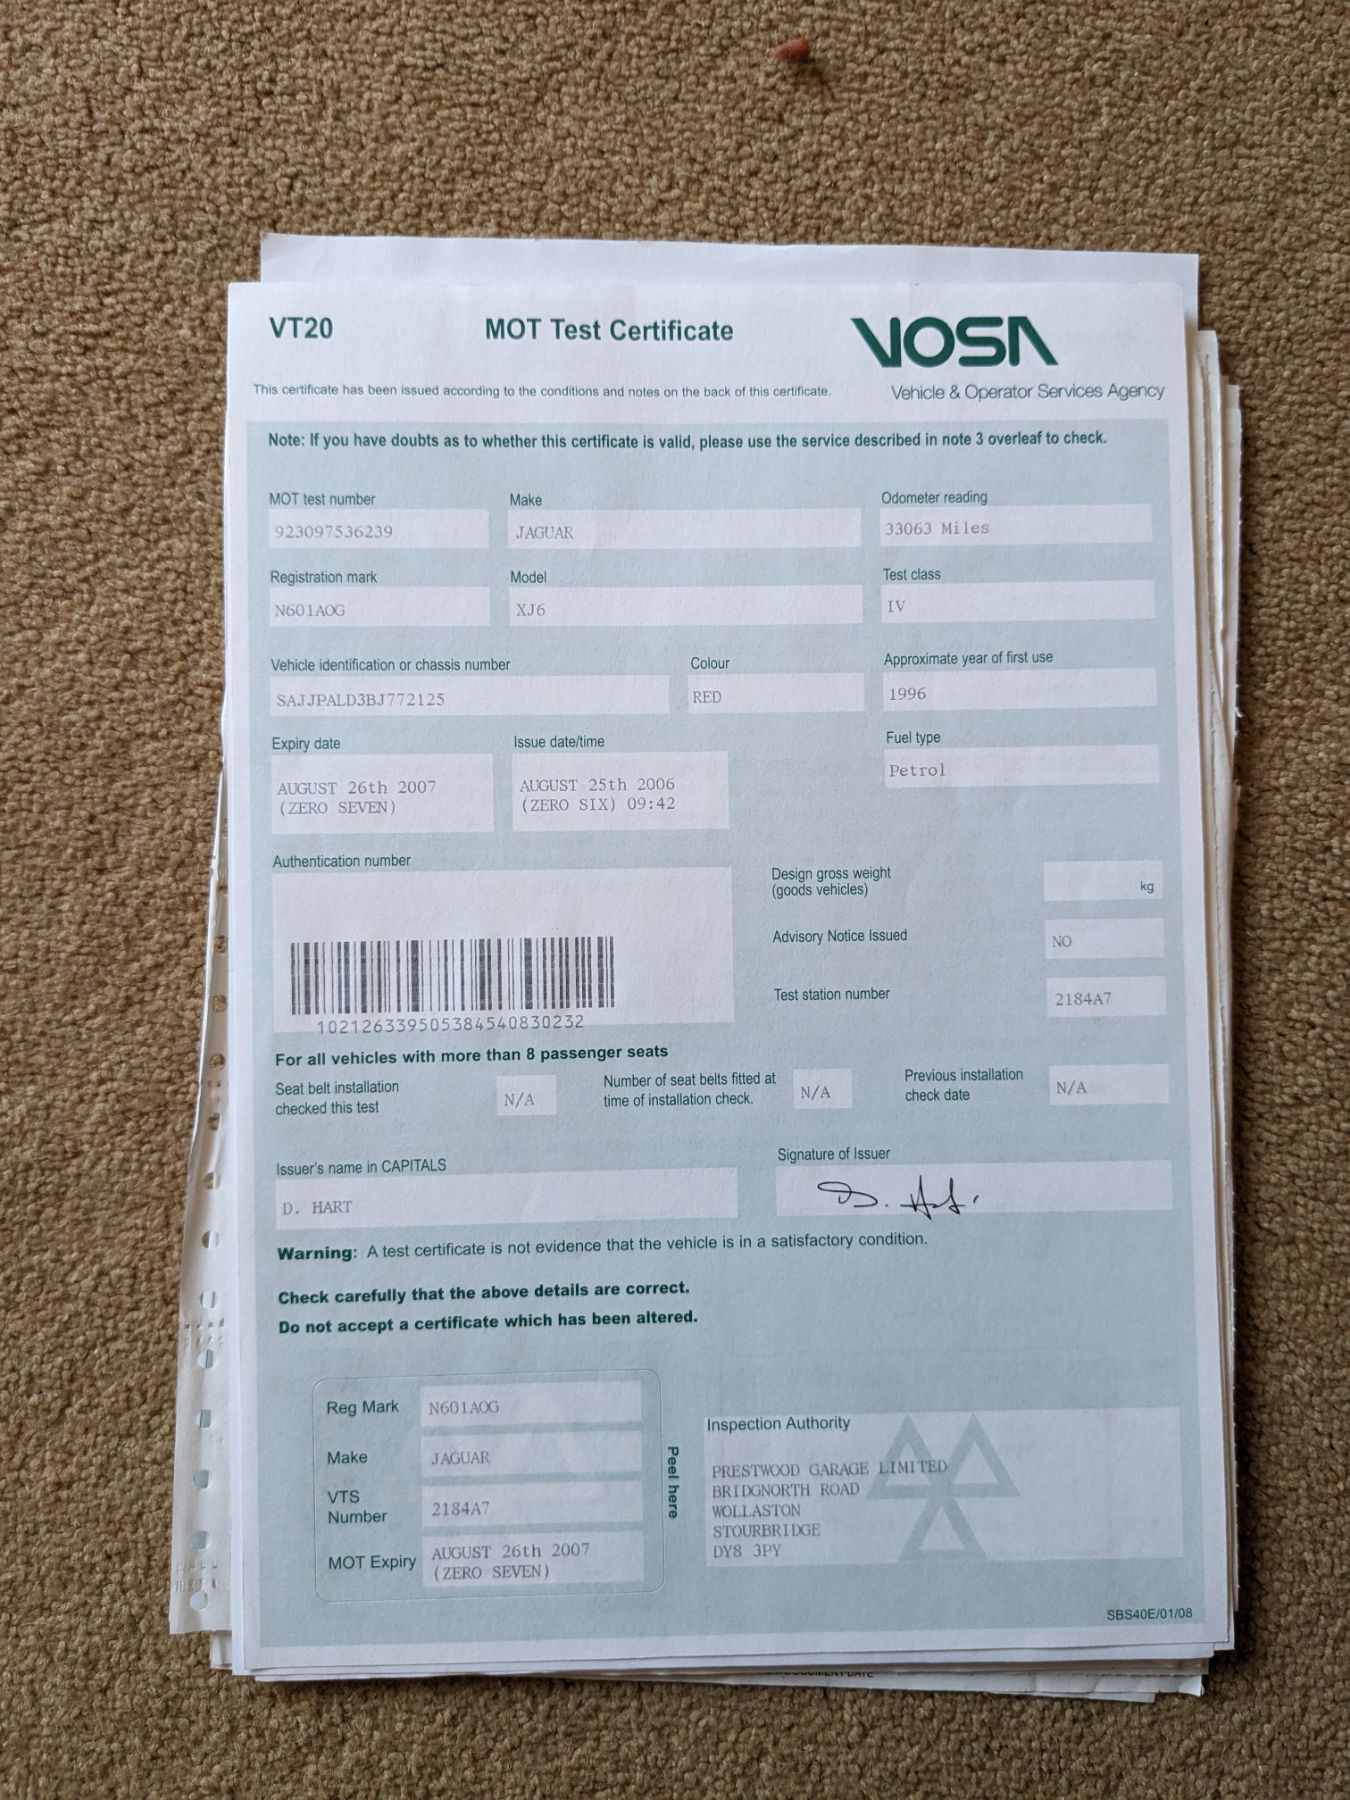 VT20
MOT Test Certificate
VOSA
This certificate has been issued according to the conditions and notes on the back of this certificate.
Vehicle & Operator Services Agency
Note: If you have doubts as to whether this certificate is valid, please use the service described in note 3 overleaf to check.
MOT test number
Make
Odometer reading
923097536239
JAGUAR
33063 Miles
Registration mark
Model
Test class
N601AOG
XJ6
IV
Vehicle identification or chassis number
Colour
Approximate year of first use
SAJJPALD3BJ772125
RED
1996
Expiry date
Issue date/time
Fuel type
AUGUST 26th 2007
(ZERO SEVEN)
AUGUST 25th 2006
(ZERO SIX) 09:42
Petrol
Authentication number
Design gross weight
(goods vehicles)
kg
Advisory Notice Issued
NO
Test station number
2184A7
102126339505384540830232
For all vehicles with more than 8 passenger seats
Seat belt installation
checked this test
N/A
Number of seat belts fitted at
time of installation check.
N/A
Previous installation
check date
N/A
Issuer's name in CAPITALS
Signature of Issuer
D. HART
D. Hart.
Warning: A test certificate is not evidence that the vehicle is in a satisfactory condition.
Check carefully that the above details are correct.
Do not accept a certificate which has been altered.
Reg Mark
N601AOG
Make
JAGUAR
VTS
Number
2184A7
MOT Expiry
AUGUST 26th 2007
(ZERO SEVEN)
Peel here
Inspection Authority
PRESTWOOD GARAGE LIMITED
BRIDGNORTH ROAD
WOLLASTON
STOURBRIDGE
DY8 3PY
SBS40E/01/08